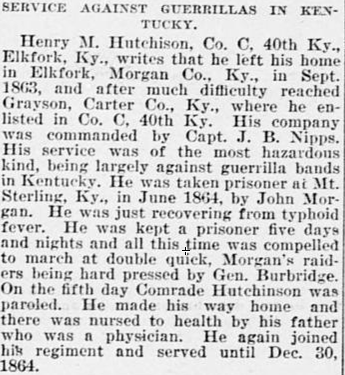 SERVICE AGAINST GUERRILLAS IN KEN-
TUCKY.
Henry M. Hutchison, Co. C, 40th Ky.,
Elkfork, Ky., writes that he left his home
in Elkfork, Morgan Co., Ky., in Sept.
1863, and after much difficulty reached
Grayson, Carter Co., Ky., where he en-
listed in Co. C, 40th Ky. His company
was commanded by Capt. J. B. Nipps.
His service was of the most hazardous
kind, being largely against guerrilla bands
in Kentucky. He was taken prisoner at Mt.
Sterling, Ky., in June 1864, by John Mor-
gan. He was just recovering from typhoid
fever. He was kept a prisoner five days
and nights and all this time was compelled
to march at double quick, Morgan's raid-
ers being hard pressed by Gen. Burbridge.
On the fifth day Comrade Hutchinson was
paroled. He made his way home and
there was nursed to health by his father
who was a physician. He again joined
his regiment and served until Dec. 30,
1864.